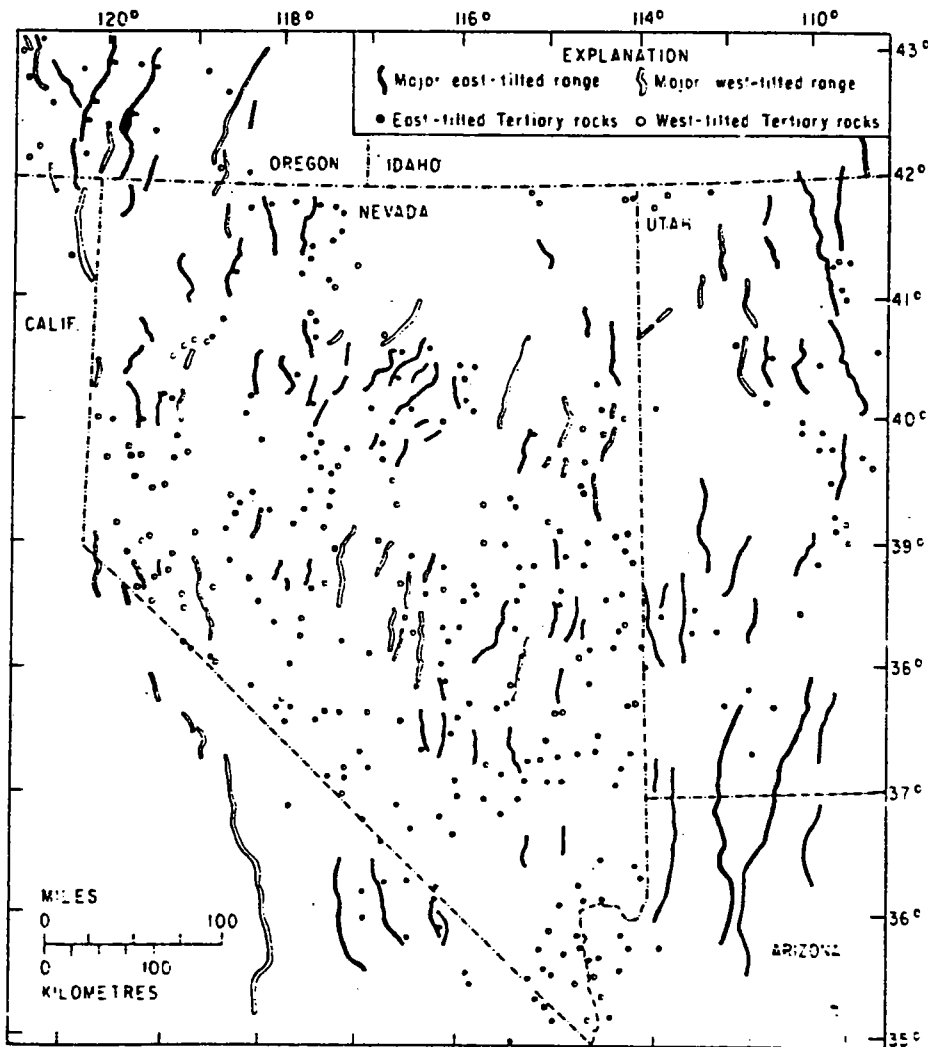 120° 118° 116° 114° 110°
43°
EXPLANATION
Major east-tilted range Major west-tilted range
East-tilted Tertiary rocks West-tilted Tertiary rocks
OREGON IDAHO
42°
NEVADA UTAH
41°
CALIF.
40°
39°
38°
37°
MILES
0 100
36°
ARIZONA
0 100
KILOMETRES
35°